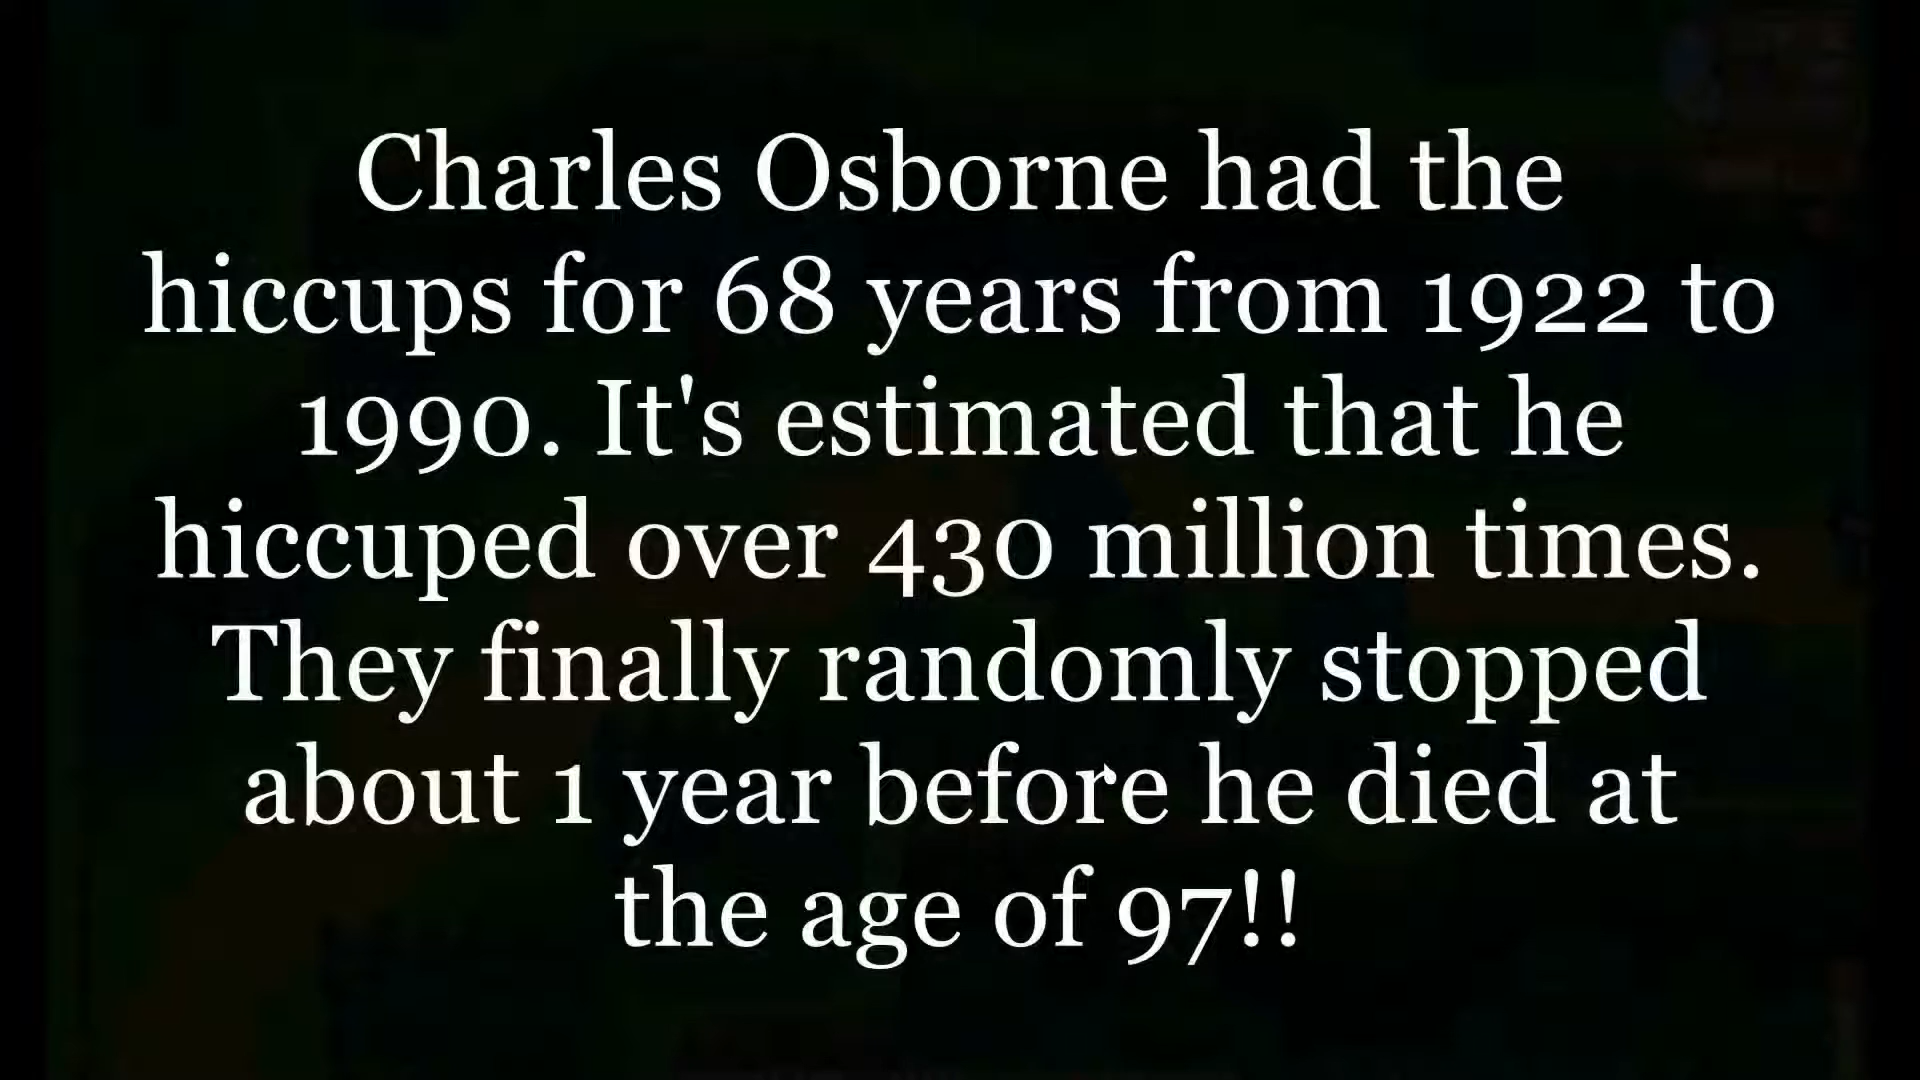 Charles Osborne had the
hiccups for 68 years from 1922 to
1990. It's estimated that he
hiccuped over 430 million times.
They finally randomly stopped
about 1 year before he died at
the age of 97!!